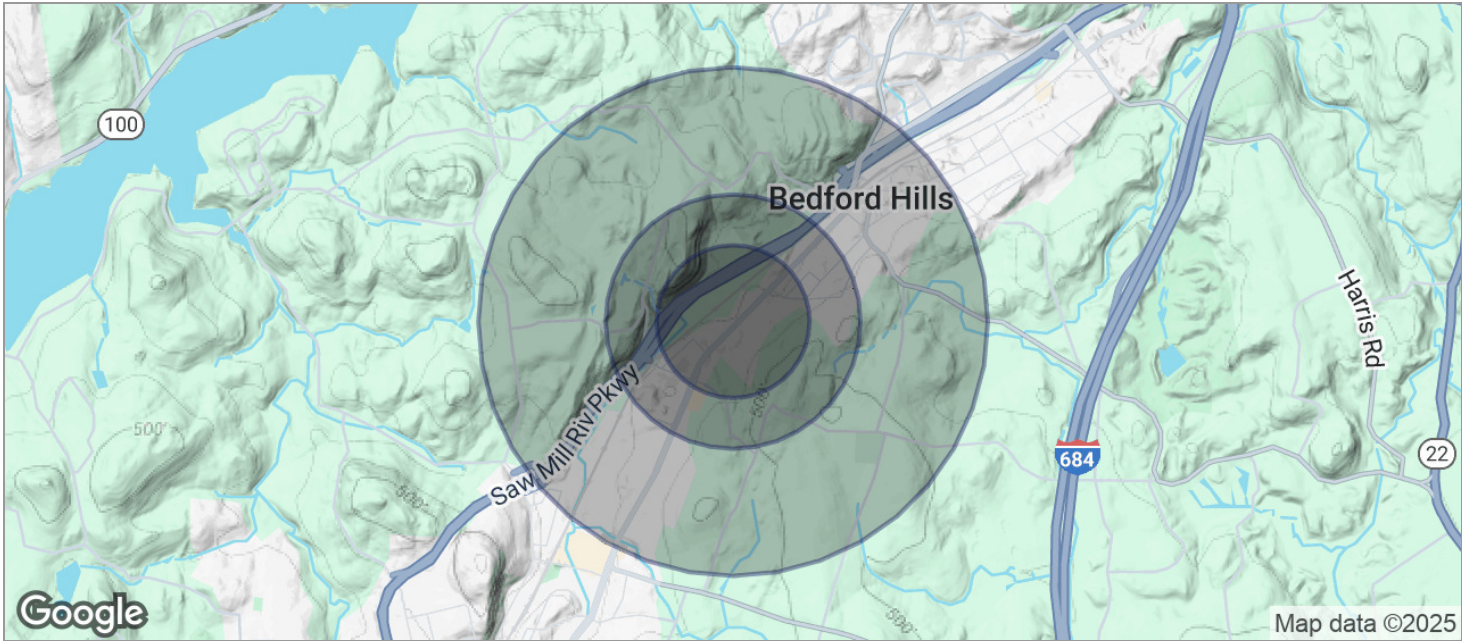 100
Bedford Hills
Harris Rd
Saw Mill Riv Pkwy
500'
500'
500'
500'
684
22
Google
Map data ©2025